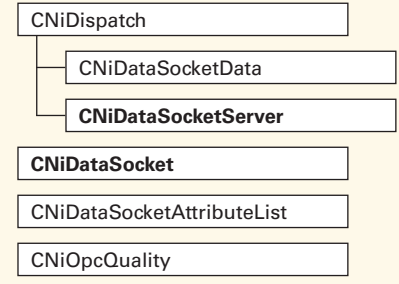 CNiDispatch
CNiDataSocketData
CNiDataSocketServer
CNiDataSocket
CNiDataSocketAttributeList
CNiOpcQuality